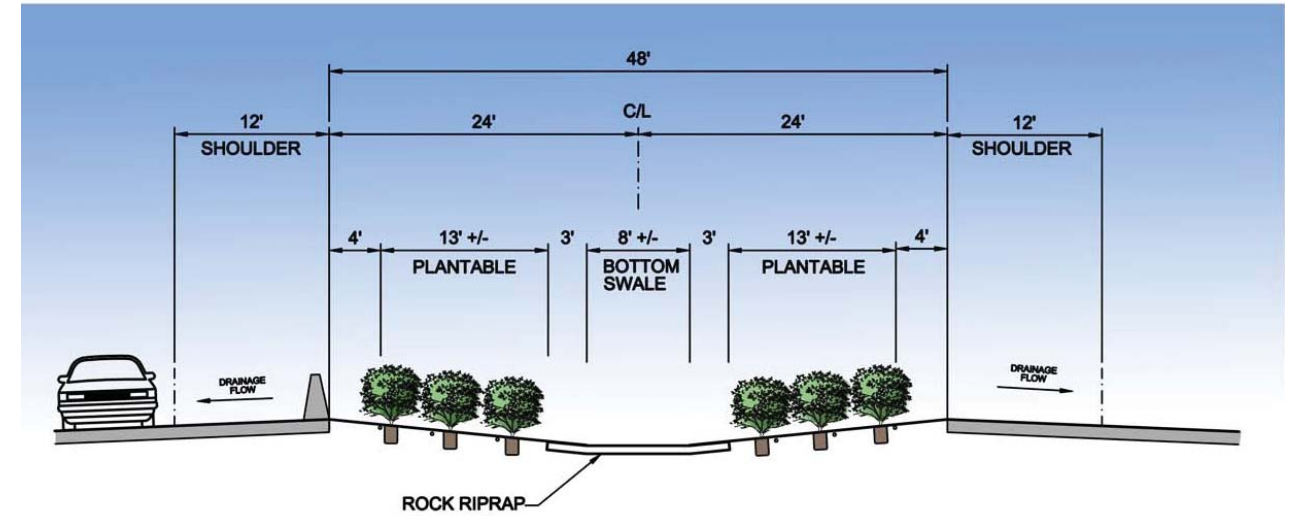 48'
C/L
12'
24'
24'
12'
SHOULDER
SHOULDER
4'
13' +/-
3'
8' +/-
3'
13' +/-
4'
PLANTABLE
BOTTOM
SWALE
PLANTABLE
DRAINAGE
FLOW
DRAINAGE
FLOW
ROCK RIPRAP